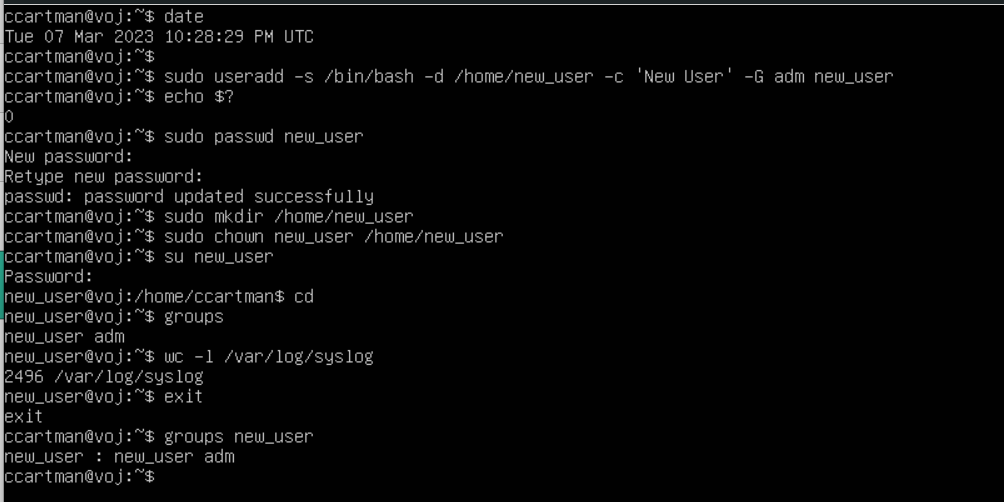 ccartman@voj:~$ date
Tue 07 Mar 2023 10:28:29 PM UTC
ccartman@voj:~$
ccartman@voj:~$ sudo useradd -s /bin/bash -d /home/new_user -c 'New User' -G adm new_user
ccartman@voj:~$ echo $?
0
ccartman@voj:~$ sudo passwd new_user
New password:
Retype new password:
passwd: password updated successfully
ccartman@voj:~$ sudo mkdir /home/new_user
ccartman@voj:~$ sudo chown new_user /home/new_user
ccartman@voj:~$ su new_user
Password:
new_user@voj:/home/ccartman$ cd
new_user@voj:~$ groups
new_user adm
new_user@voj:~$ wc -l /var/log/syslog
2496 /var/log/syslog
new_user@voj:~$ exit
exit
ccartman@voj:~$ groups new_user
new_user : new_user adm
ccartman@voj:~$